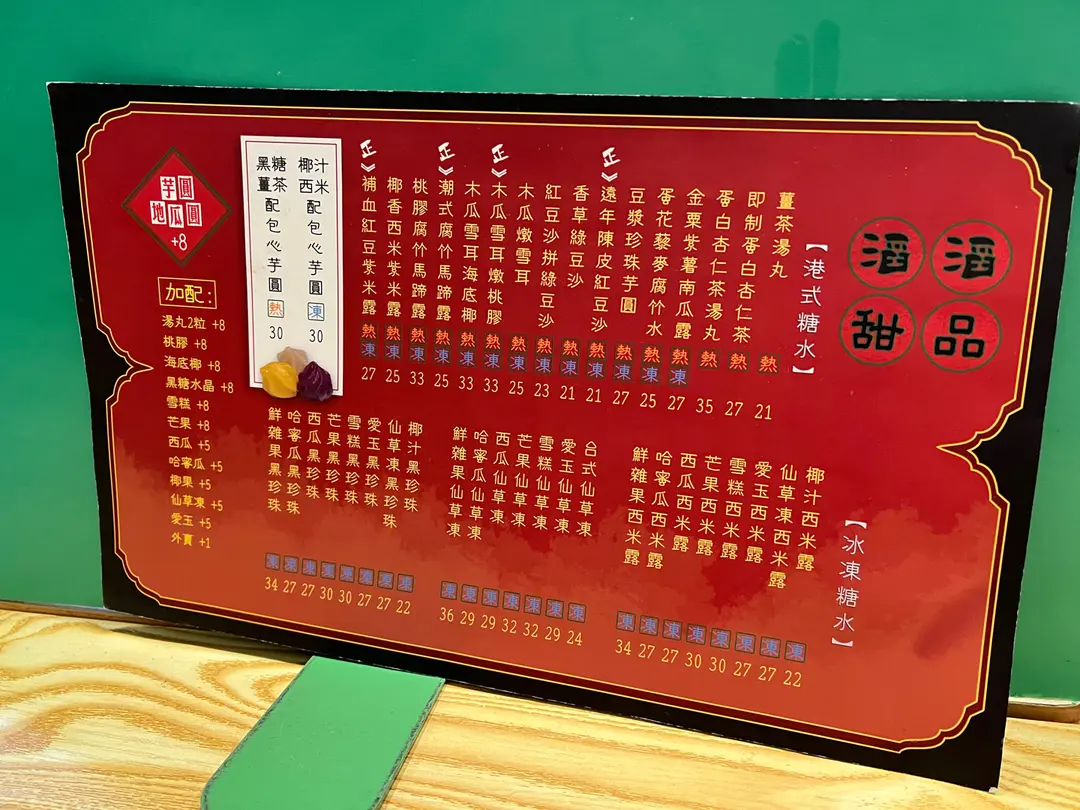 滔滔
甜品
【港式糖水】
薑茶湯丸 熱 21
即制蛋白杏仁茶 熱 27
蛋白杏仁茶湯丸 熱 35
金粟紫薯南瓜露 熱 凍 27
蛋花藜麥腐竹水 熱 凍 25
豆漿珍珠芋圓 熱 凍 27
正》遠年陳皮紅豆沙 熱 凍 21
香草綠豆沙 熱 凍 21
紅豆沙拼綠豆沙 熱 凍 23
木瓜燉雪耳 熱 凍 25
正》木瓜雪耳燉桃膠 熱 凍 33
木瓜雪耳海底椰 熱 凍 33
正》潮式腐竹馬蹄露 熱 凍 25
桃膠腐竹馬蹄露 熱 凍 33
椰香西米紫米露 熱 凍 25
正》補血紅豆紫米露 熱 凍 27
椰汁西米配包心芋圓 凍 30
黑糖薑茶配包心芋圓 熱 30
【冰凍糖水】
椰汁西米露 凍 22
仙草凍西米露 凍 27
愛玉西米露 凍 27
雪糕西米露 凍 30
芒果西米露 凍 30
西瓜西米露 凍 27
哈蜜瓜西米露 凍 27
鮮雜果西米露 凍 34
台式仙草凍 凍 24
愛玉仙草凍 凍 29
雪糕仙草凍 凍 32
芒果仙草凍 凍 32
西瓜仙草凍 凍 29
哈蜜瓜仙草凍 凍 29
鮮雜果仙草凍 凍 36
椰汁黑珍珠 凍 22
仙草凍黑珍珠 凍 27
愛玉黑珍珠 凍 27
雪糕黑珍珠 凍 30
芒果黑珍珠 凍 30
西瓜黑珍珠 凍 27
哈蜜瓜黑珍珠 凍 27
鮮雜果黑珍珠 凍 34
芋圓
地瓜圓
+8
加配:
湯丸2粒 +8
桃膠 +8
海底椰 +8
黑糖水晶 +8
雪糕 +8
芒果 +8
西瓜 +5
哈蜜瓜 +5
椰果 +5
仙草凍 +5
愛玉 +5
外賣 +1